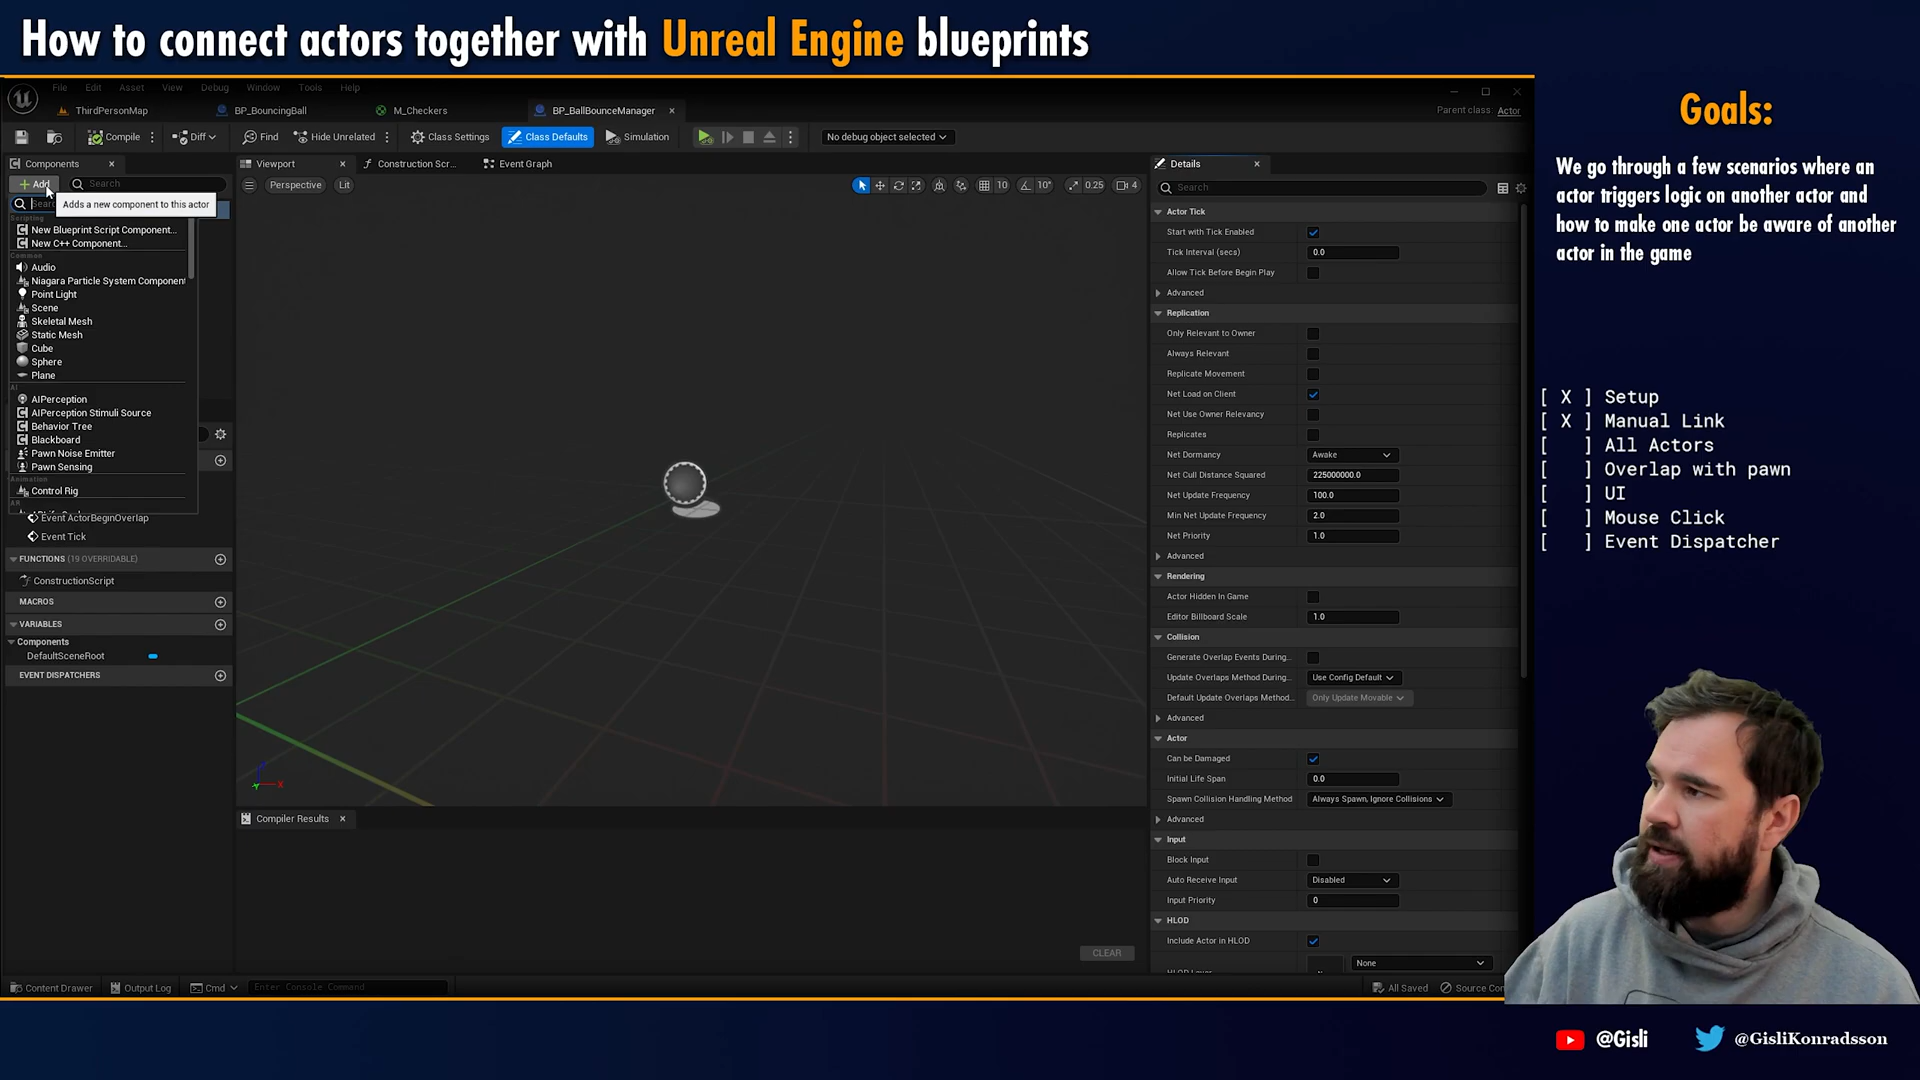 How to connect actors together with Unreal Engine blueprints
File Edit Asset View Debug Window Tools Help
ThirdPersonMap
BP_BouncingBall
M_Checkers
BP_BallBounceManager
Parent class: Actor
Compile
Diff
Find
Hide Unrelated
Class Settings
Class Defaults
Simulation
No debug object selected
Components
+ Add
Search
Adds a new component to this actor
Scripting
New Blueprint Script Component...
New C++ Component...
Common
Audio
Niagara Particle System Component
Point Light
Scene
Skeletal Mesh
Static Mesh
Cube
Sphere
Plane
AI
AIPerception
AIPerception Stimuli Source
Behavior Tree
Blackboard
Pawn Noise Emitter
Pawn Sensing
Animation
Control Rig
AR
Event ActorBeginOverlap
Event Tick
FUNCTIONS (19 OVERRIDABLE)
ConstructionScript
MACROS
VARIABLES
Components
DefaultSceneRoot
EVENT DISPATCHERS
Viewport
Construction Scr...
Event Graph
Perspective
Lit
10
10°
0.25
4
X
Compiler Results
CLEAR
Details
Search
Actor Tick
Start with Tick Enabled
Tick Interval (secs) 0.0
Allow Tick Before Begin Play
Advanced
Replication
Only Relevant to Owner
Always Relevant
Replicate Movement
Net Load on Client
Net Use Owner Relevancy
Replicates
Net Dormancy Awake
Net Cull Distance Squared 225000000.0
Net Update Frequency 100.0
Min Net Update Frequency 2.0
Net Priority 1.0
Advanced
Rendering
Actor Hidden In Game
Editor Billboard Scale 1.0
Collision
Generate Overlap Events During...
Update Overlaps Method During... Use Config Default
Default Update Overlaps Method... Only Update Movable
Advanced
Actor
Can be Damaged
Initial Life Span 0.0
Spawn Collision Handling Method Always Spawn, Ignore Collisions
Advanced
Input
Block Input
Auto Receive Input Disabled
Input Priority 0
HLOD
Include Actor in HLOD
None
Content Drawer
Output Log
Cmd
Enter Console Command
All Saved
Source Con
Goals:
We go through a few scenarios where an
actor triggers logic on another actor and
how to make one actor be aware of another
actor in the game
[ X ] Setup
[ X ] Manual Link
[ ] All Actors
[ ] Overlap with pawn
[ ] UI
[ ] Mouse Click
[ ] Event Dispatcher
@Gisli
@GisliKonradsson